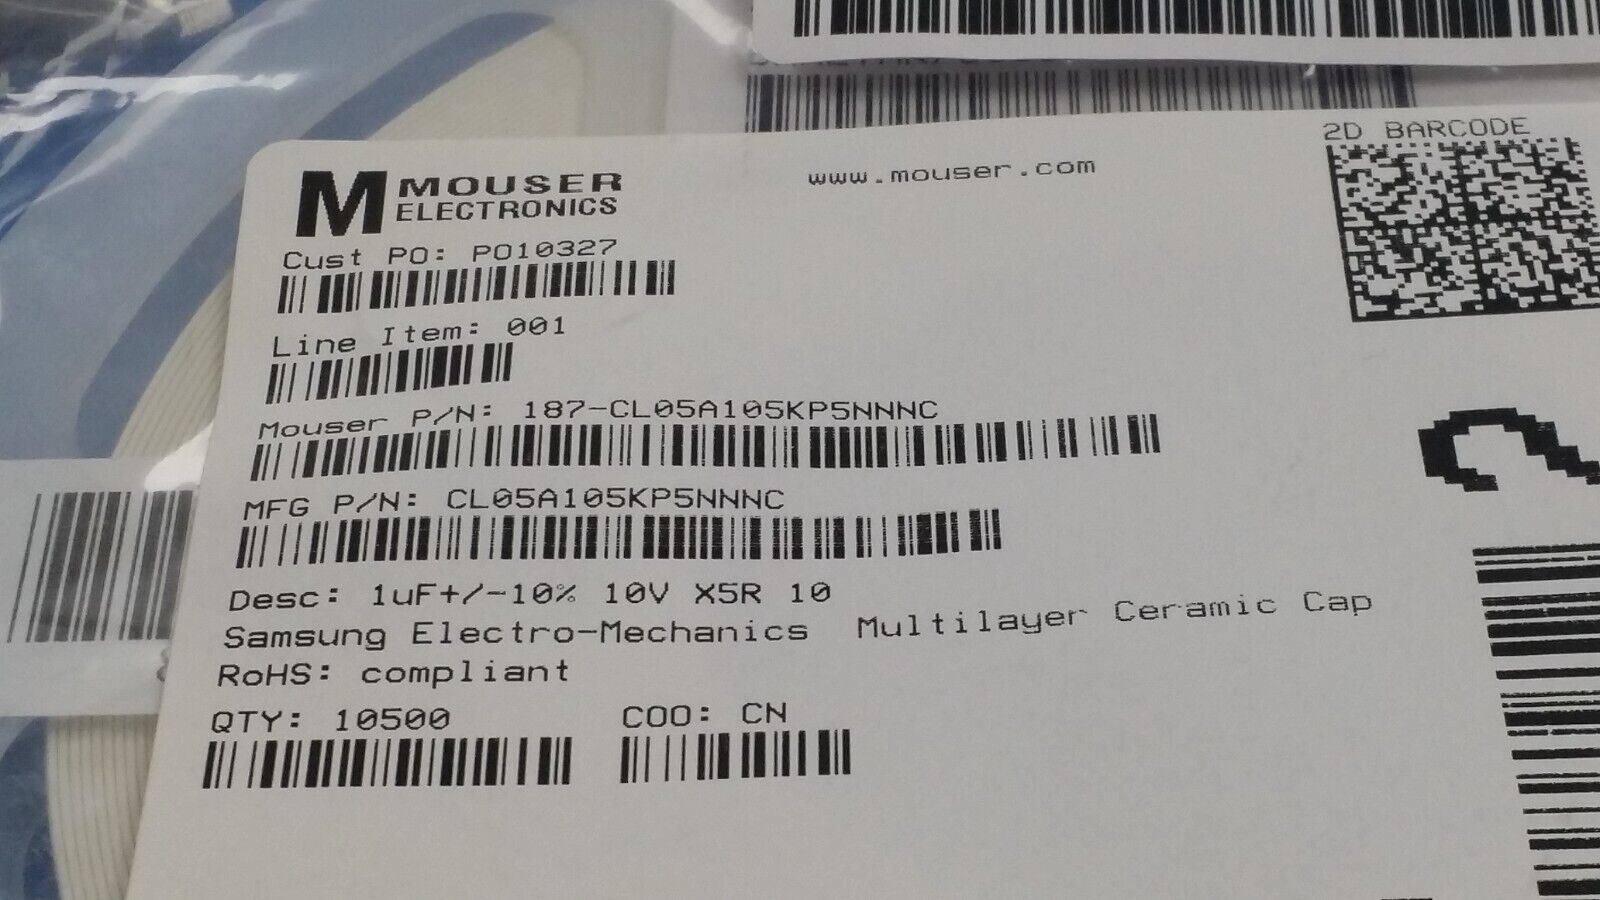 2D BARCODE
MOUSER
ELECTRONICS
www.mouser.com
Cust PO: PO10327
Line Item: 001
Mouser P/N: 187-CL05A105KP5NNNC
MFG P/N: CL05A105KP5NNNC
Desc: 1uF+/-10% 10V X5R 10
Samsung Electro-Mechanics Multilayer Ceramic Cap
RoHS: compliant
QTY: 10500 COO: CN